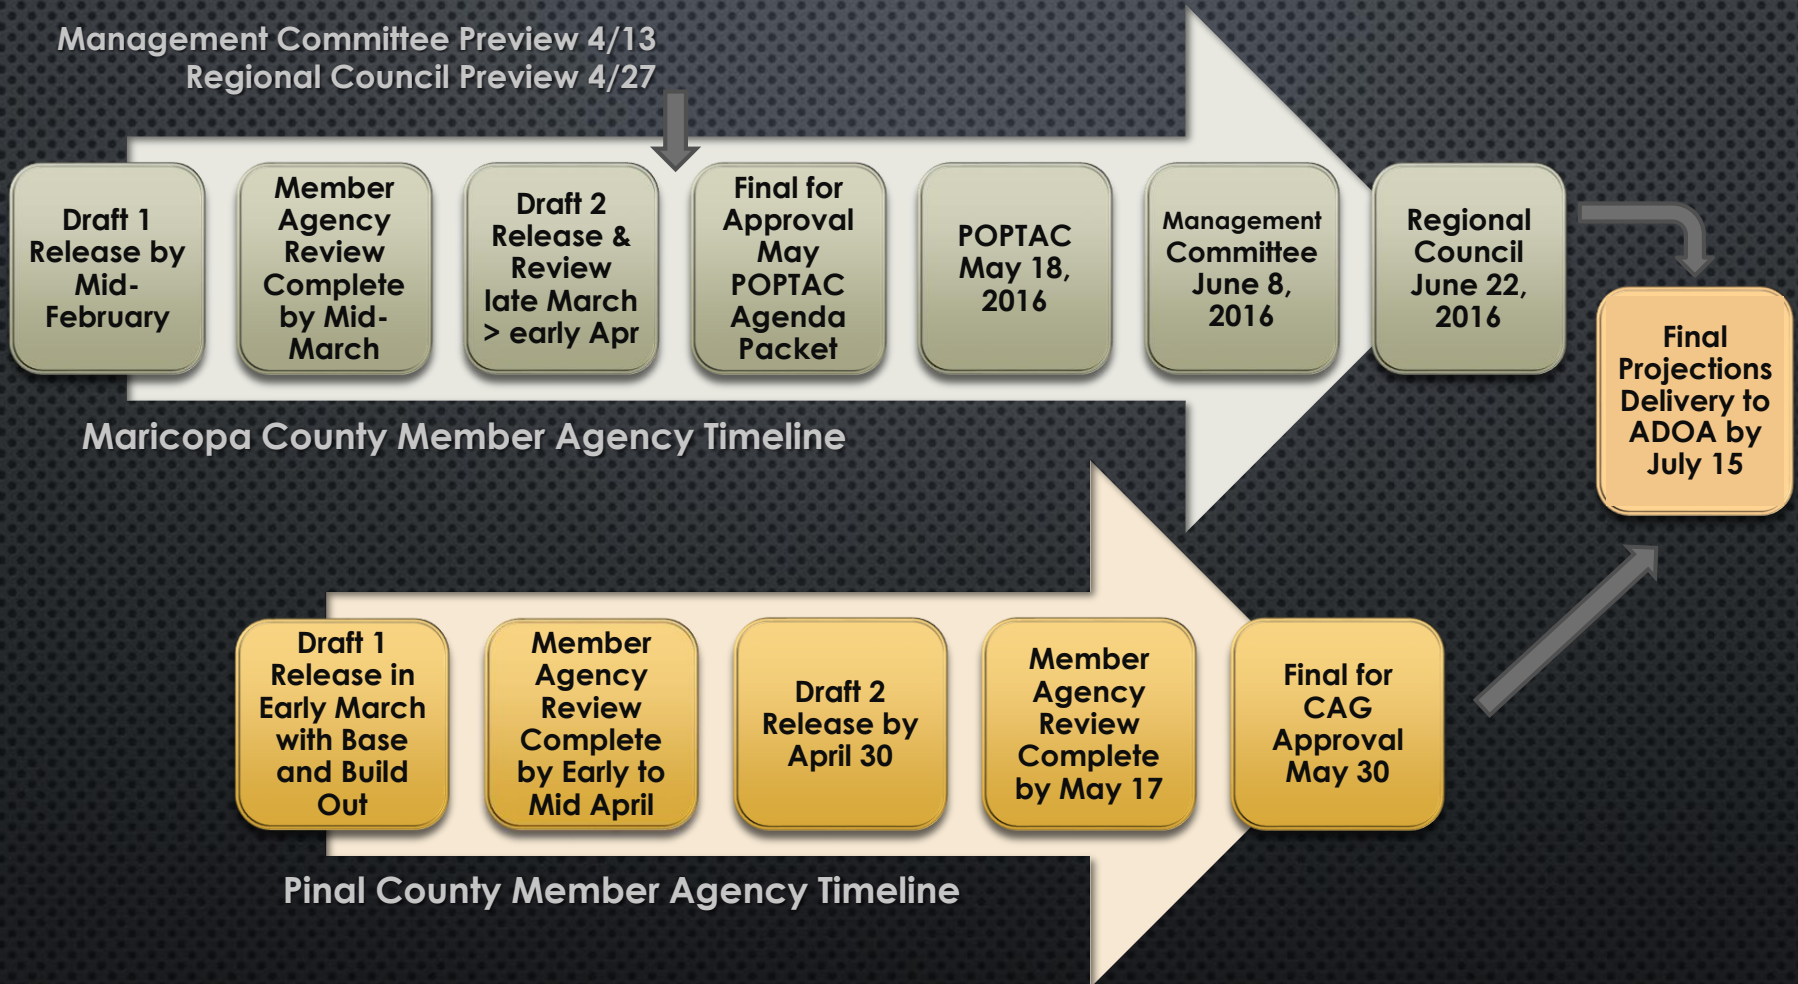 Management Committee Preview 4/13
Regional Council Preview 4/27
Draft 1
Release by
Mid-
February
Member
Agency
Review
Complete
by Mid-
March
Draft 2
Release &
Review
late March
> early Apr
Final for
Approval
May
POPTAC
Agenda
Packet
POPTAC
May 18,
2016
Management
Committee
June 8,
2016
Regional
Council
June 22,
2016
Final
Projections
Delivery to
ADOA by
July 15
Maricopa County Member Agency Timeline
Draft 1
Release in
Early March
with Base
and Build
Out
Member
Agency
Review
Complete
by Early to
Mid April
Draft 2
Release by
April 30
Member
Agency
Review
Complete
by May 17
Final for
CAG
Approval
May 30
Pinal County Member Agency Timeline